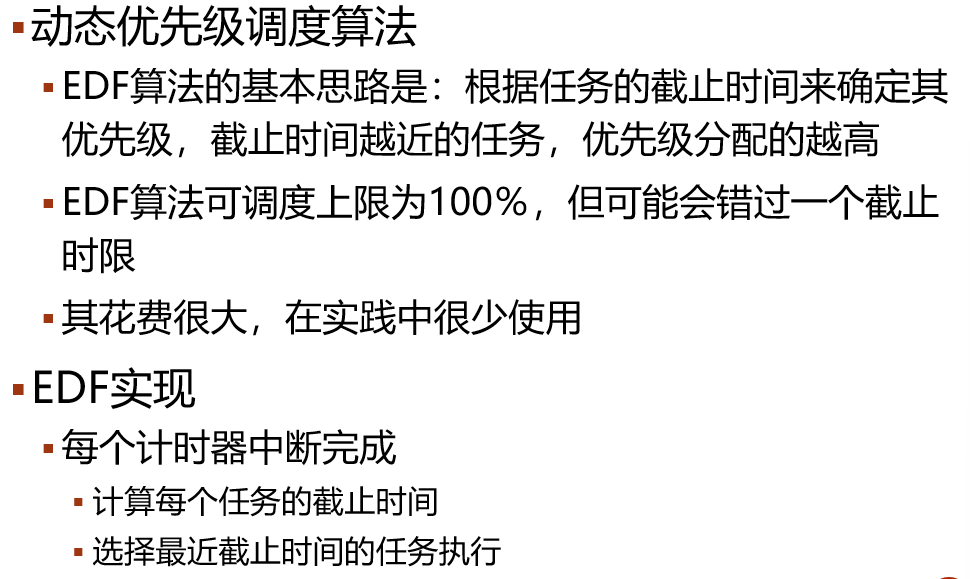 动态优先级调度算法
EDF算法的基本思路是：根据任务的截止时间来确定其
优先级，截止时间越近的任务，优先级分配的越高
EDF算法可调度上限为100%，但可能会错过一个截止
时限
其花费很大，在实践中很少使用
EDF实现
每个计时器中断完成
计算每个任务的截止时间
选择最近截止时间的任务执行